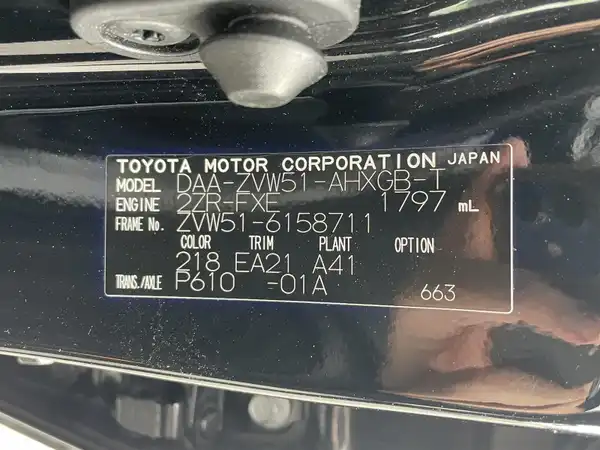 TOYOTA MOTOR CORPORATION JAPAN
MODEL DAA-ZVW51-AHXGB-T
ENGINE 2ZR-FXE 1797 mL
FRAME No. ZVW51-6158711
COLOR TRIM PLANT OPTION
218 EA21 A41
TRANS./AXLE P610 -01A 663